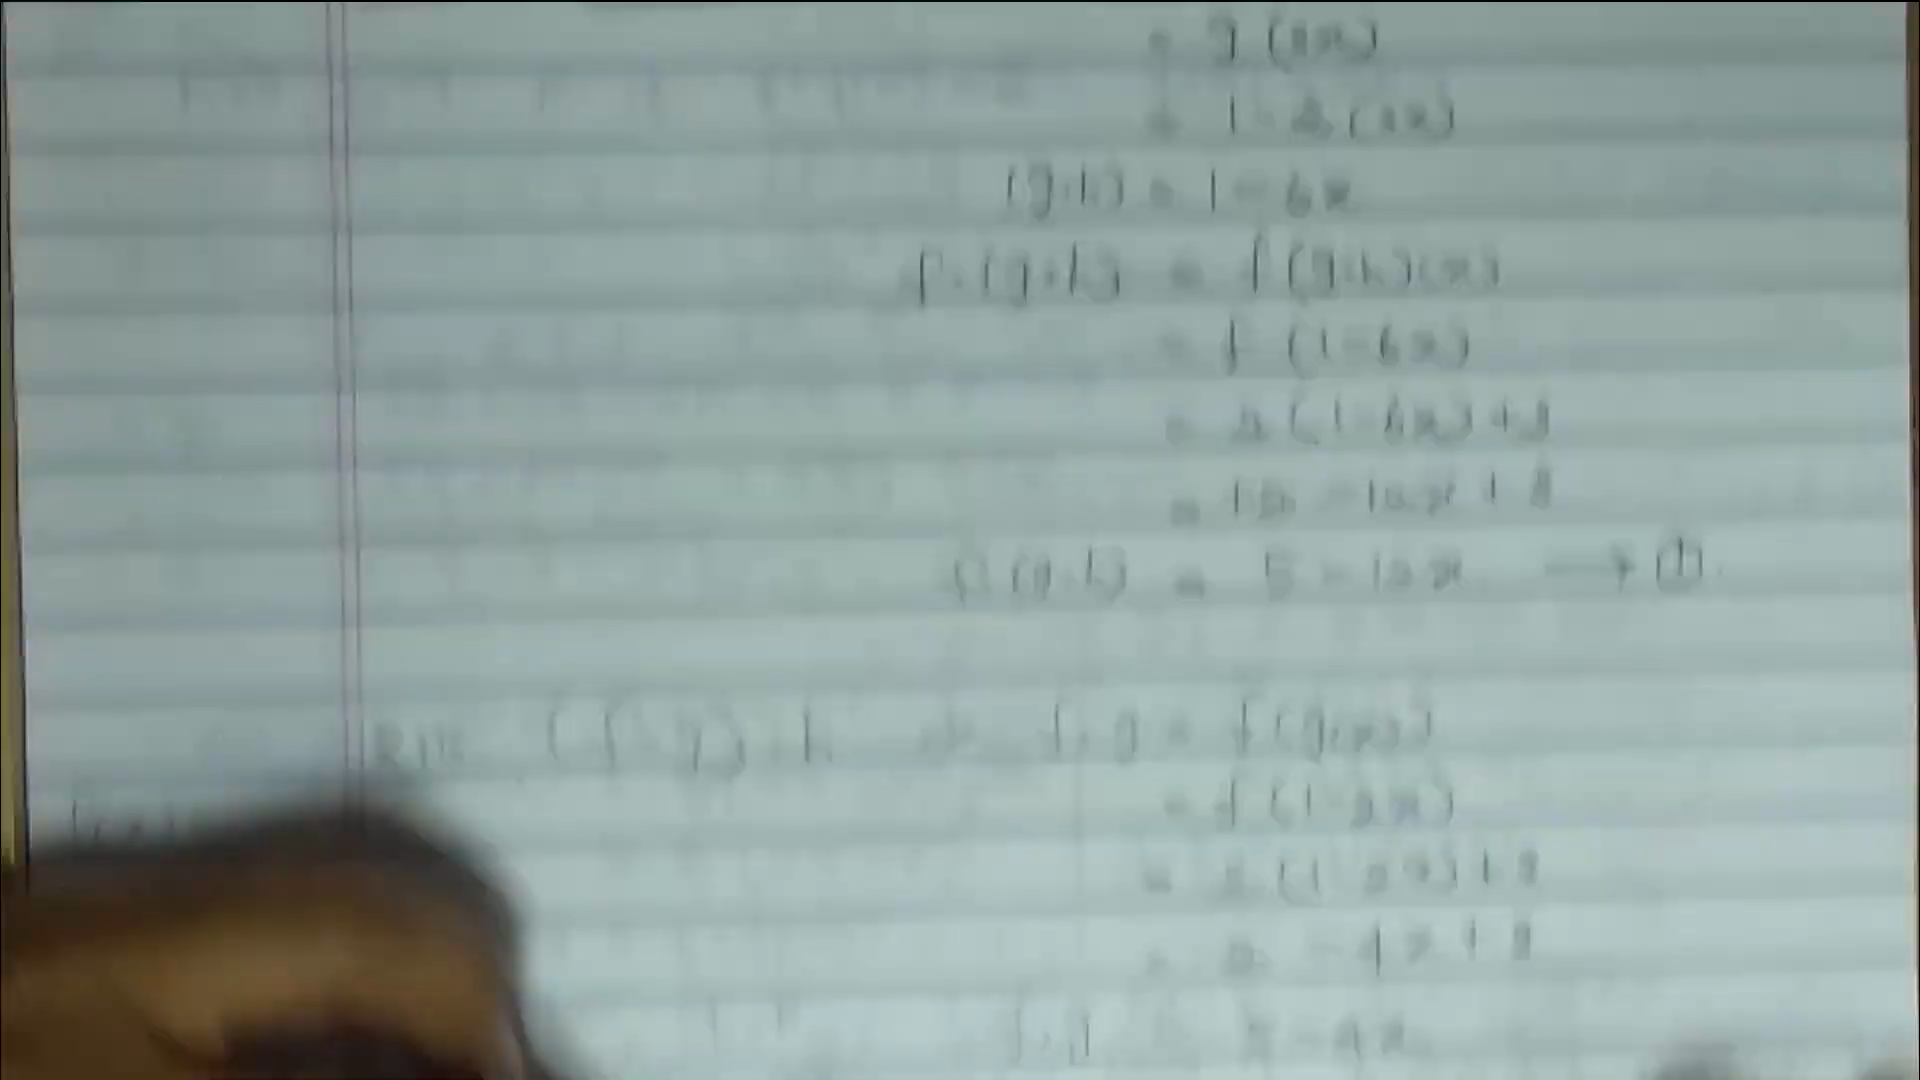 = g (3x)
= 1 - 2 (3x)
(g∘h) = 1 - 6x
f∘(g∘h) = f (g∘h)(x)
= f (1 - 6x)
= 2 (1 - 6x) + 3
= 2 - 12x + 3
f∘(g∘h) = 5 - 12x → ①.
(f∘g)∘h f∘g = f (g(x))
= f (1 - 2x)
= 2 (1 - 2x) + 3
= 2 - 4x + 3
f∘g 5 - 4x